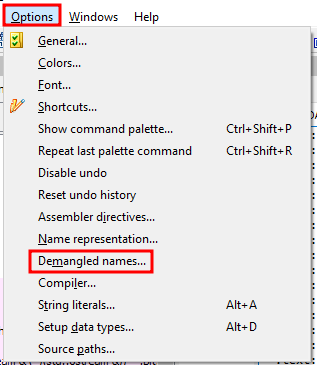 Options Windows Help
General...
Colors...
Font...
Shortcuts...
Show command palette... Ctrl+Shift+P
Repeat last palette command Ctrl+Shift+R
Disable undo
Reset undo history
Assembler directives...
Name representation...
Demangled names...
Compiler...
String literals... Alt+A
Setup data types... Alt+D
Source paths...